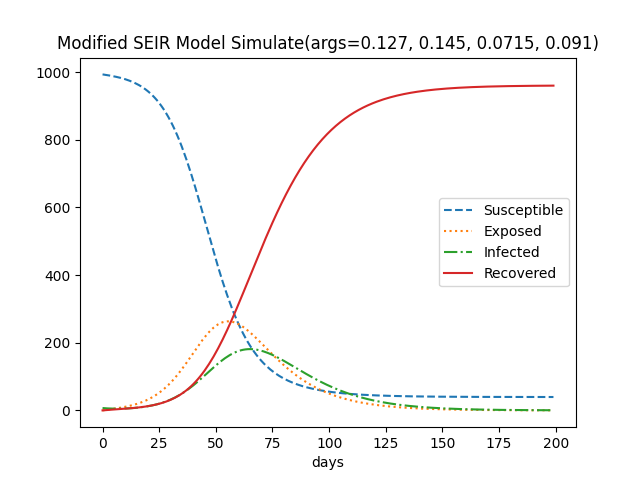 Modified SEIR Model Simulate(args=0.127, 0.145, 0.0715, 0.091)
1000
800
600
400
200
0
Susceptible
Exposed
Infected
Recovered
0 25 50 75 100 125 150 175 200
days